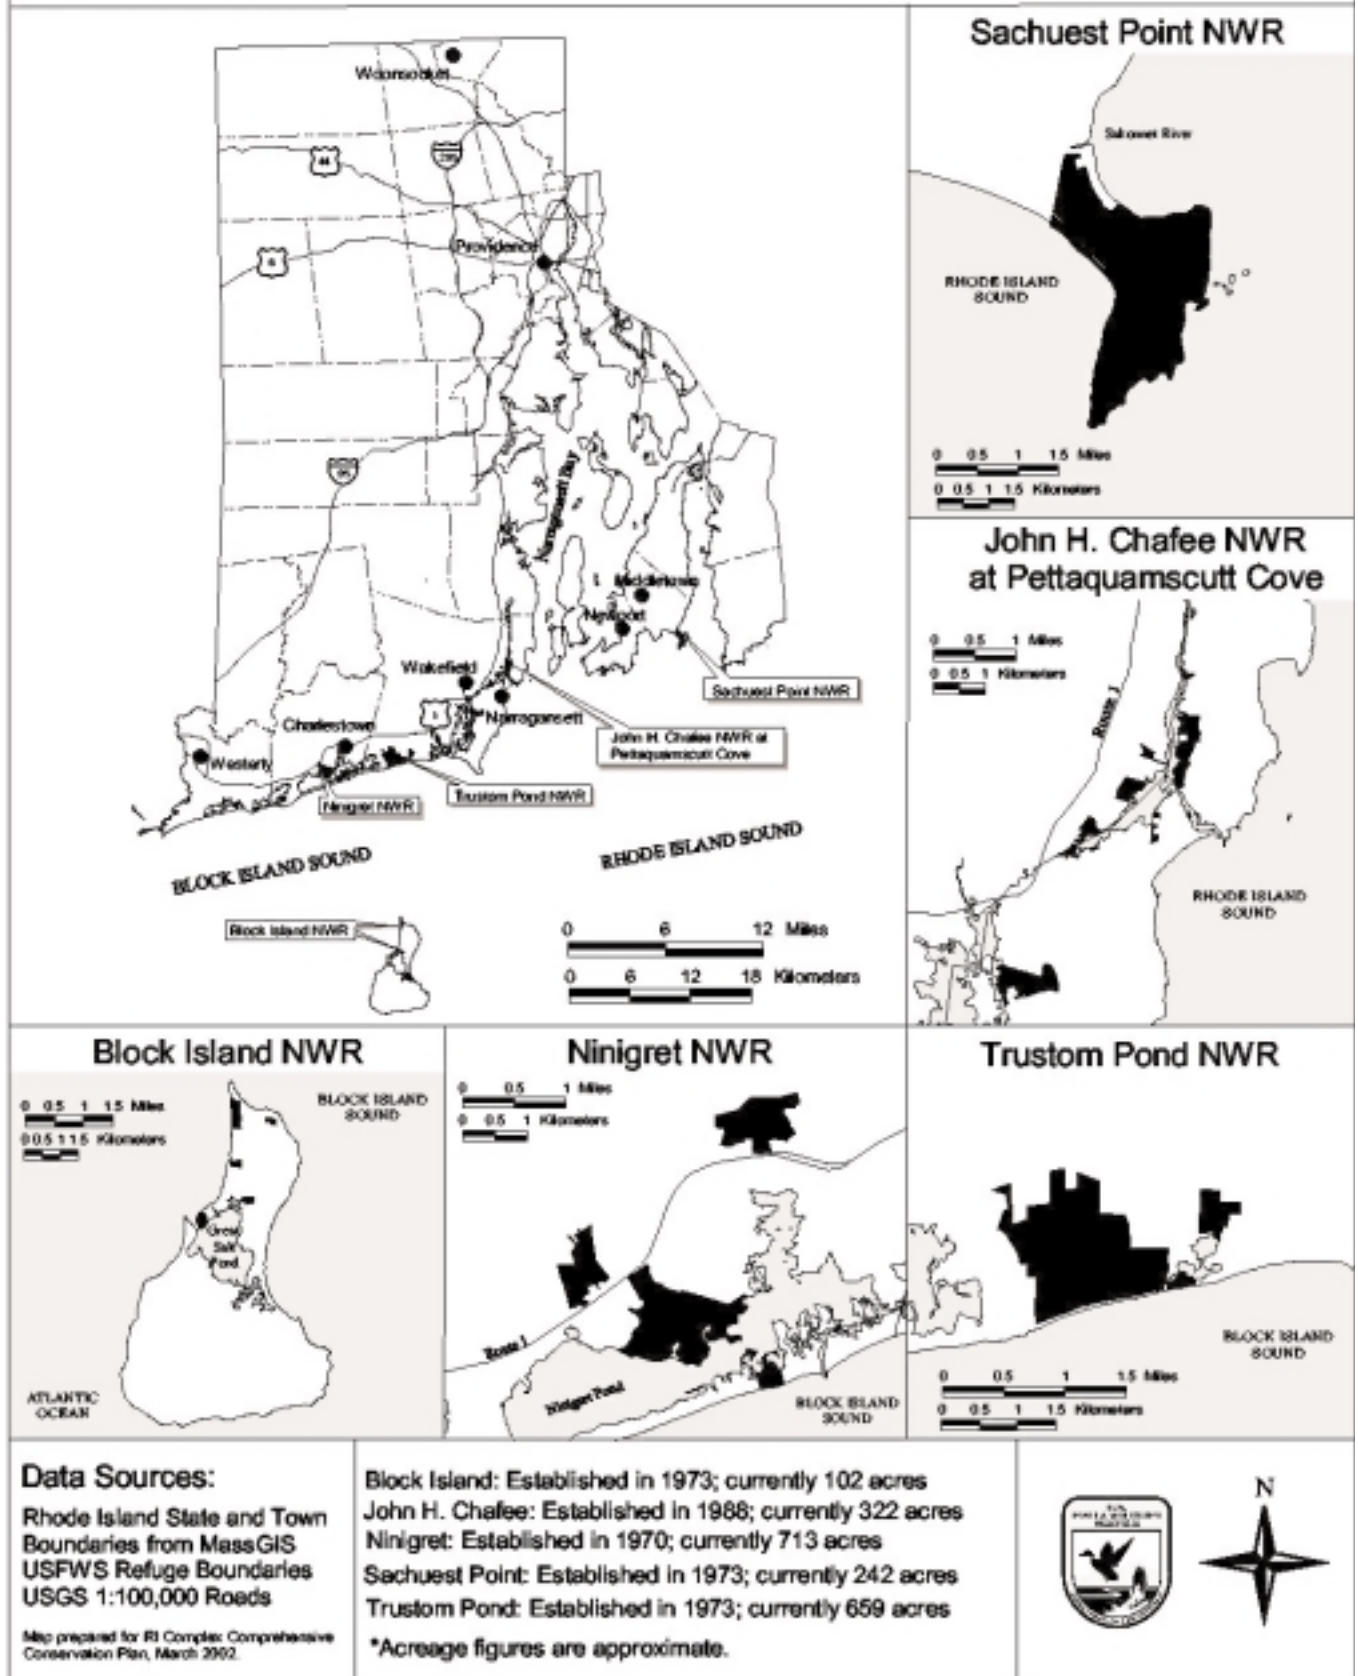 Woonsocket
44
295
Providence
6
95
Narragansett Bay
Middletown
Newport
Wakefield
Sachuest Point NWR
1
Narragansett
Charlestown
John H. Chafee NWR at
Pettaquamscutt Cove
Westerly
Trustom Pond NWR
Ninigret NWR
BLOCK ISLAND SOUND
RHODE ISLAND SOUND
Block Island NWR
0 6 12 Miles
0 6 12 18 Kilometers
Sachuest Point NWR
River
RHODE ISLAND
SOUND
0 0.5 1 1.5 Miles
0 0.5 1 1.5 Kilometers
John H. Chafee NWR
at Pettaquamscutt Cove
0 0.5 1 Miles
0 0.5 1 Kilometers
Route 1
RHODE ISLAND
SOUND
Block Island NWR
0 0.5 1 1.5 Miles
0 0.5 1 1.5 Kilometers
BLOCK ISLAND
SOUND
Great
Salt
Pond
ATLANTIC
OCEAN
Ninigret NWR
0 0.5 1 Miles
0 0.5 1 Kilometers
Route 1
Ninigret Pond
BLOCK ISLAND
SOUND
Trustom Pond NWR
BLOCK ISLAND
SOUND
0 0.5 1 1.5 Miles
0 0.5 1 1.5 Kilometers
Data Sources:
Rhode Island State and Town
Boundaries from MassGIS
USFWS Refuge Boundaries
USGS 1:100,000 Roads
Map prepared for RI Complex Comprehensive
Conservation Plan, March 2002.
Block Island: Established in 1973; currently 102 acres
John H. Chafee: Established in 1988; currently 322 acres
Ninigret: Established in 1970; currently 713 acres
Sachuest Point: Established in 1973; currently 242 acres
Trustom Pond: Established in 1973; currently 659 acres
*Acreage figures are approximate.
N